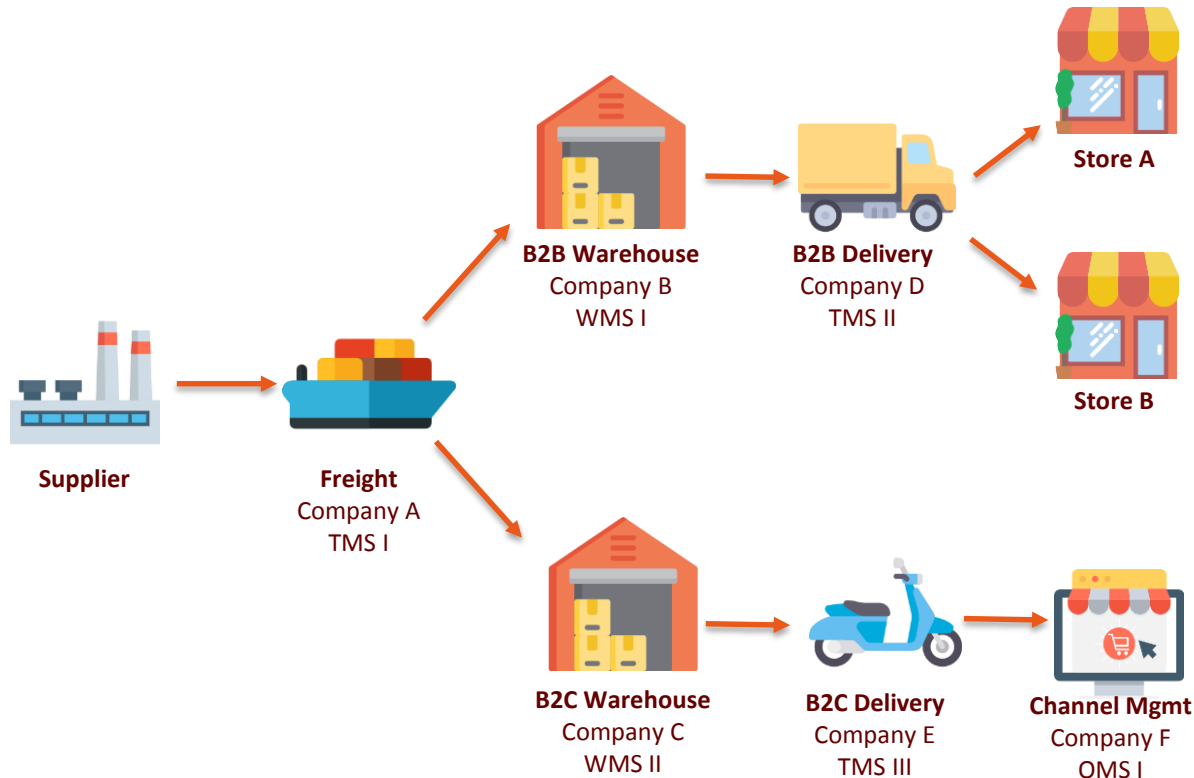 Store A
B2B Warehouse
Company B
WMS I
B2B Delivery
Company D
TMS II
Store B
Supplier
Freight
Company A
TMS I
B2C Warehouse
Company C
WMS II
B2C Delivery
Company E
TMS III
Channel Mgmt
Company F
OMS I